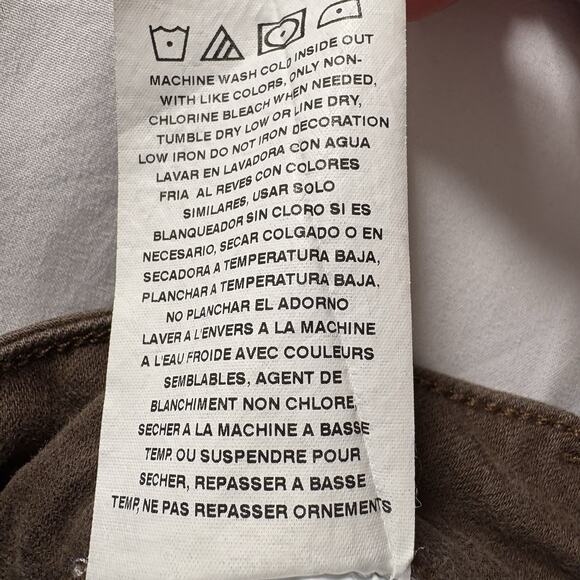 MACHINE WASH COLD INSIDE OUT
WITH LIKE COLORS, ONLY NON-
CHLORINE BLEACH WHEN NEEDED,
TUMBLE DRY LOW OR LINE DRY,
LOW IRON DO NOT IRON DECORATION
LAVAR EN LAVADORA CON AGUA
FRIA AL REVES CON COLORES
SIMILARES, USAR SOLO
BLANQUEADOR SIN CLORO SI ES
NECESARIO, SECAR COLGADO O EN
SECADORA A TEMPERATURA BAJA,
PLANCHAR A TEMPERATURA BAJA,
NO PLANCHAR EL ADORNO
LAVER A L'ENVERS A LA MACHINE
A L'EAU FROIDE AVEC COULEURS
SEMBLABLES, AGENT DE
BLANCHIMENT NON CHLORE,
SECHER A LA MACHINE A BASSE
TEMP. OU SUSPENDRE POUR
SECHER, REPASSER A BASSE
TEMP, NE PAS REPASSER ORNEMENTS